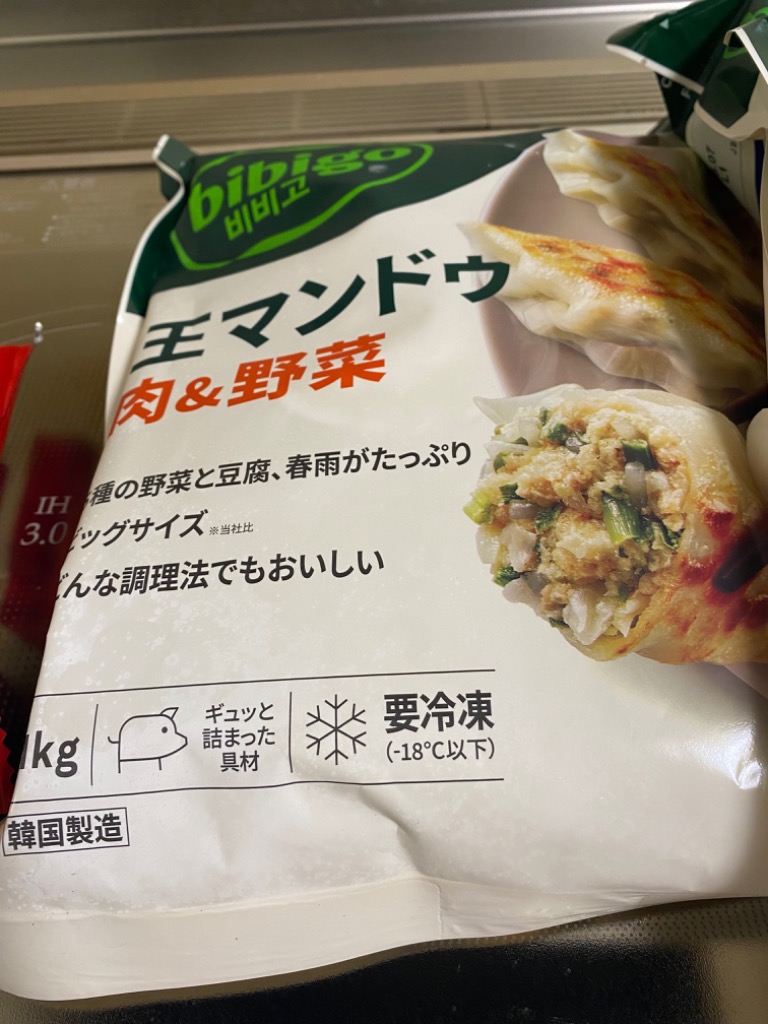 bibigo
비비고
王マンドゥ
肉&野菜
種の野菜と豆腐、春雨がたっぷり
ビッグサイズ ※当社比
どんな調理法でもおいしい
1kg
ギュッと
詰まった
具材
要冷凍
(-18℃以下)
韓国製造
IH
3.0